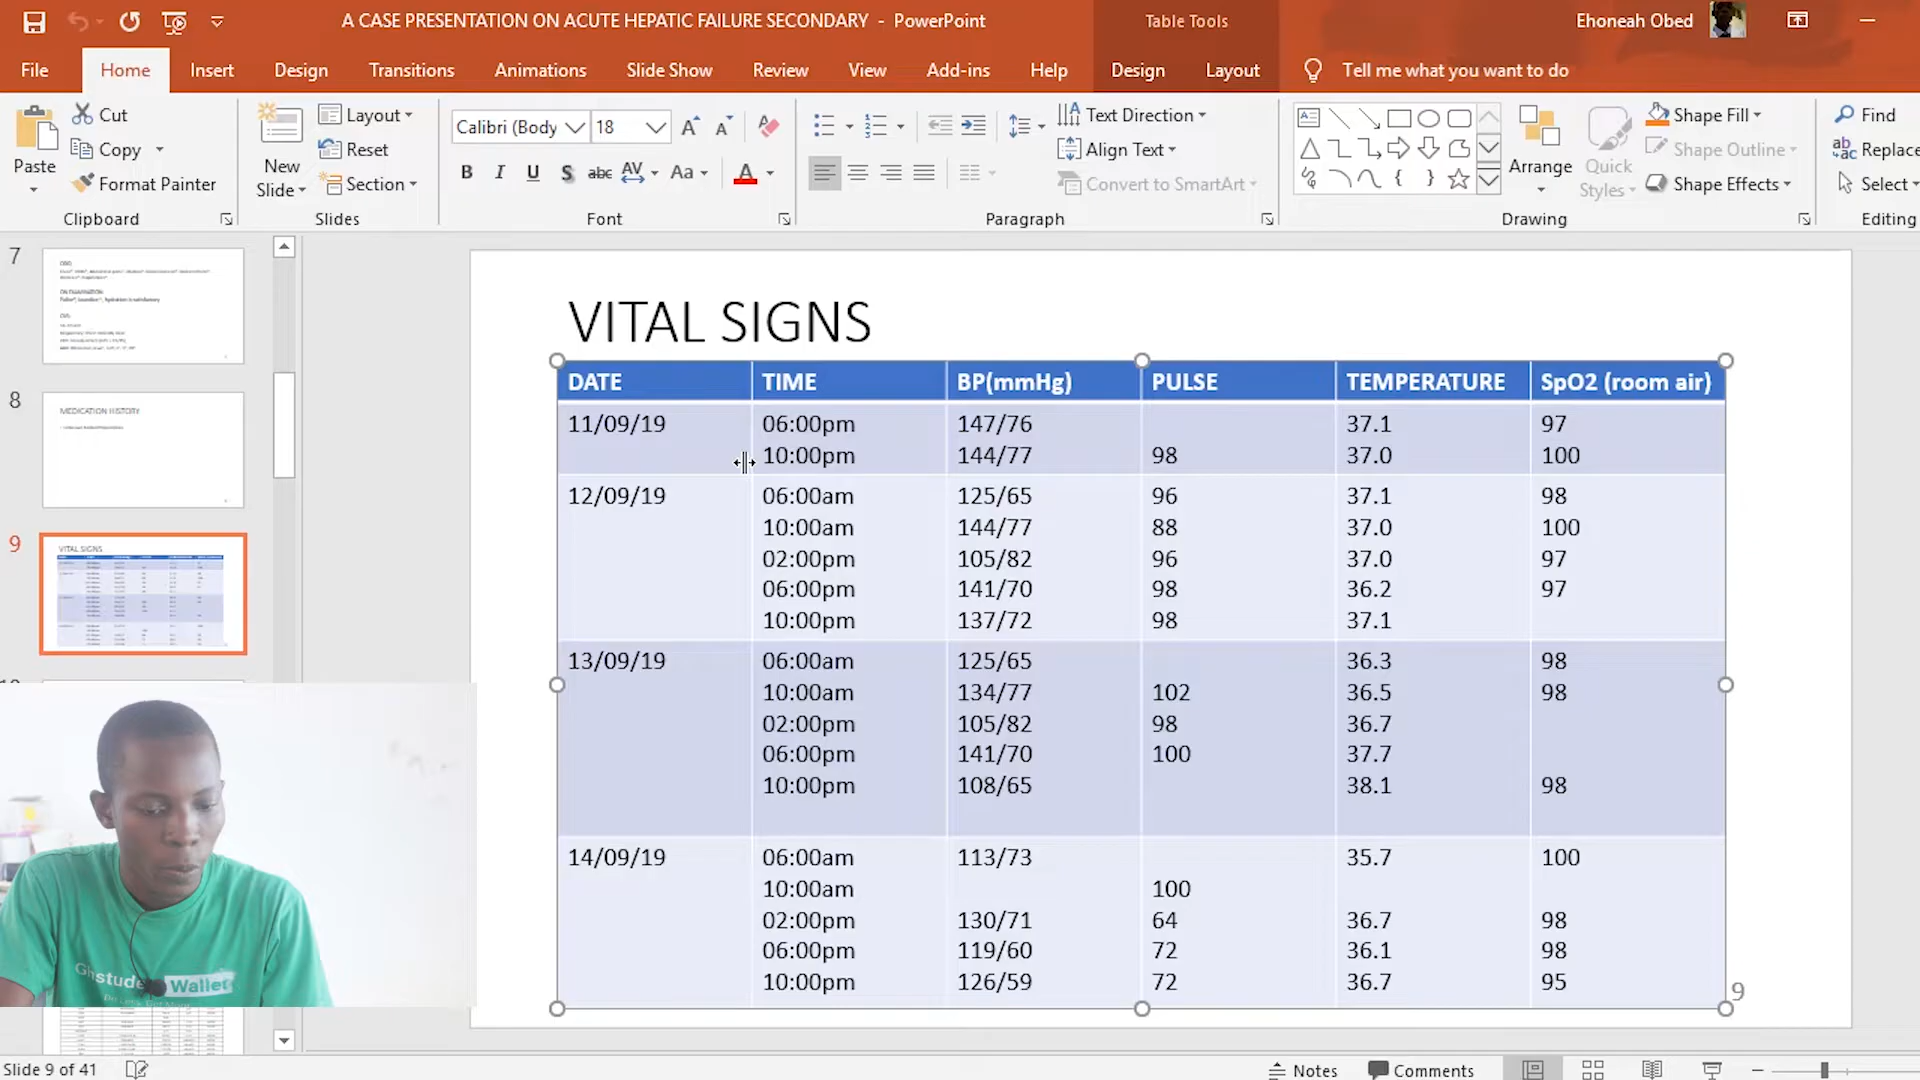 A CASE PRESENTATION ON ACUTE HEPATIC FAILURE SECONDARY - PowerPoint
Table Tools
Ehoneah Obed
File Home Insert Design Transitions Animations Slide Show Review View Add-ins Help Design Layout Tell me what you want to do
Paste
Cut
Copy
Format Painter
Clipboard
New Slide
Layout
Reset
Section
Slides
Calibri (Body 18
B I U S abc AV Aa A
Font
Text Direction
Align Text
Convert to SmartArt
Paragraph
Arrange
Quick Styles
Shape Fill
Shape Outline
Shape Effects
Drawing
Find
Replace
Select
Editing
7
ON EXAMINATION:
8
MEDICATION HISTORY
9
VITAL SIGNS
VITAL SIGNS
DATE TIME BP(mmHg) PULSE TEMPERATURE SpO2 (room air)
11/09/19 06:00pm 147/76 37.1 97
10:00pm 144/77 98 37.0 100
12/09/19 06:00am 125/65 96 37.1 98
10:00am 144/77 88 37.0 100
02:00pm 105/82 96 37.0 97
06:00pm 141/70 98 36.2 97
10:00pm 137/72 98 37.1
13/09/19 06:00am 125/65 36.3 98
10:00am 134/77 102 36.5 98
02:00pm 105/82 98 36.7
06:00pm 141/70 100 37.7
10:00pm 108/65 38.1 98
14/09/19 06:00am 113/73 35.7 100
10:00am 100
02:00pm 130/71 64 36.7 98
06:00pm 119/60 72 36.1 98
10:00pm 126/59 72 36.7 95
9
Wallet
Slide 9 of 41
Notes
Comments